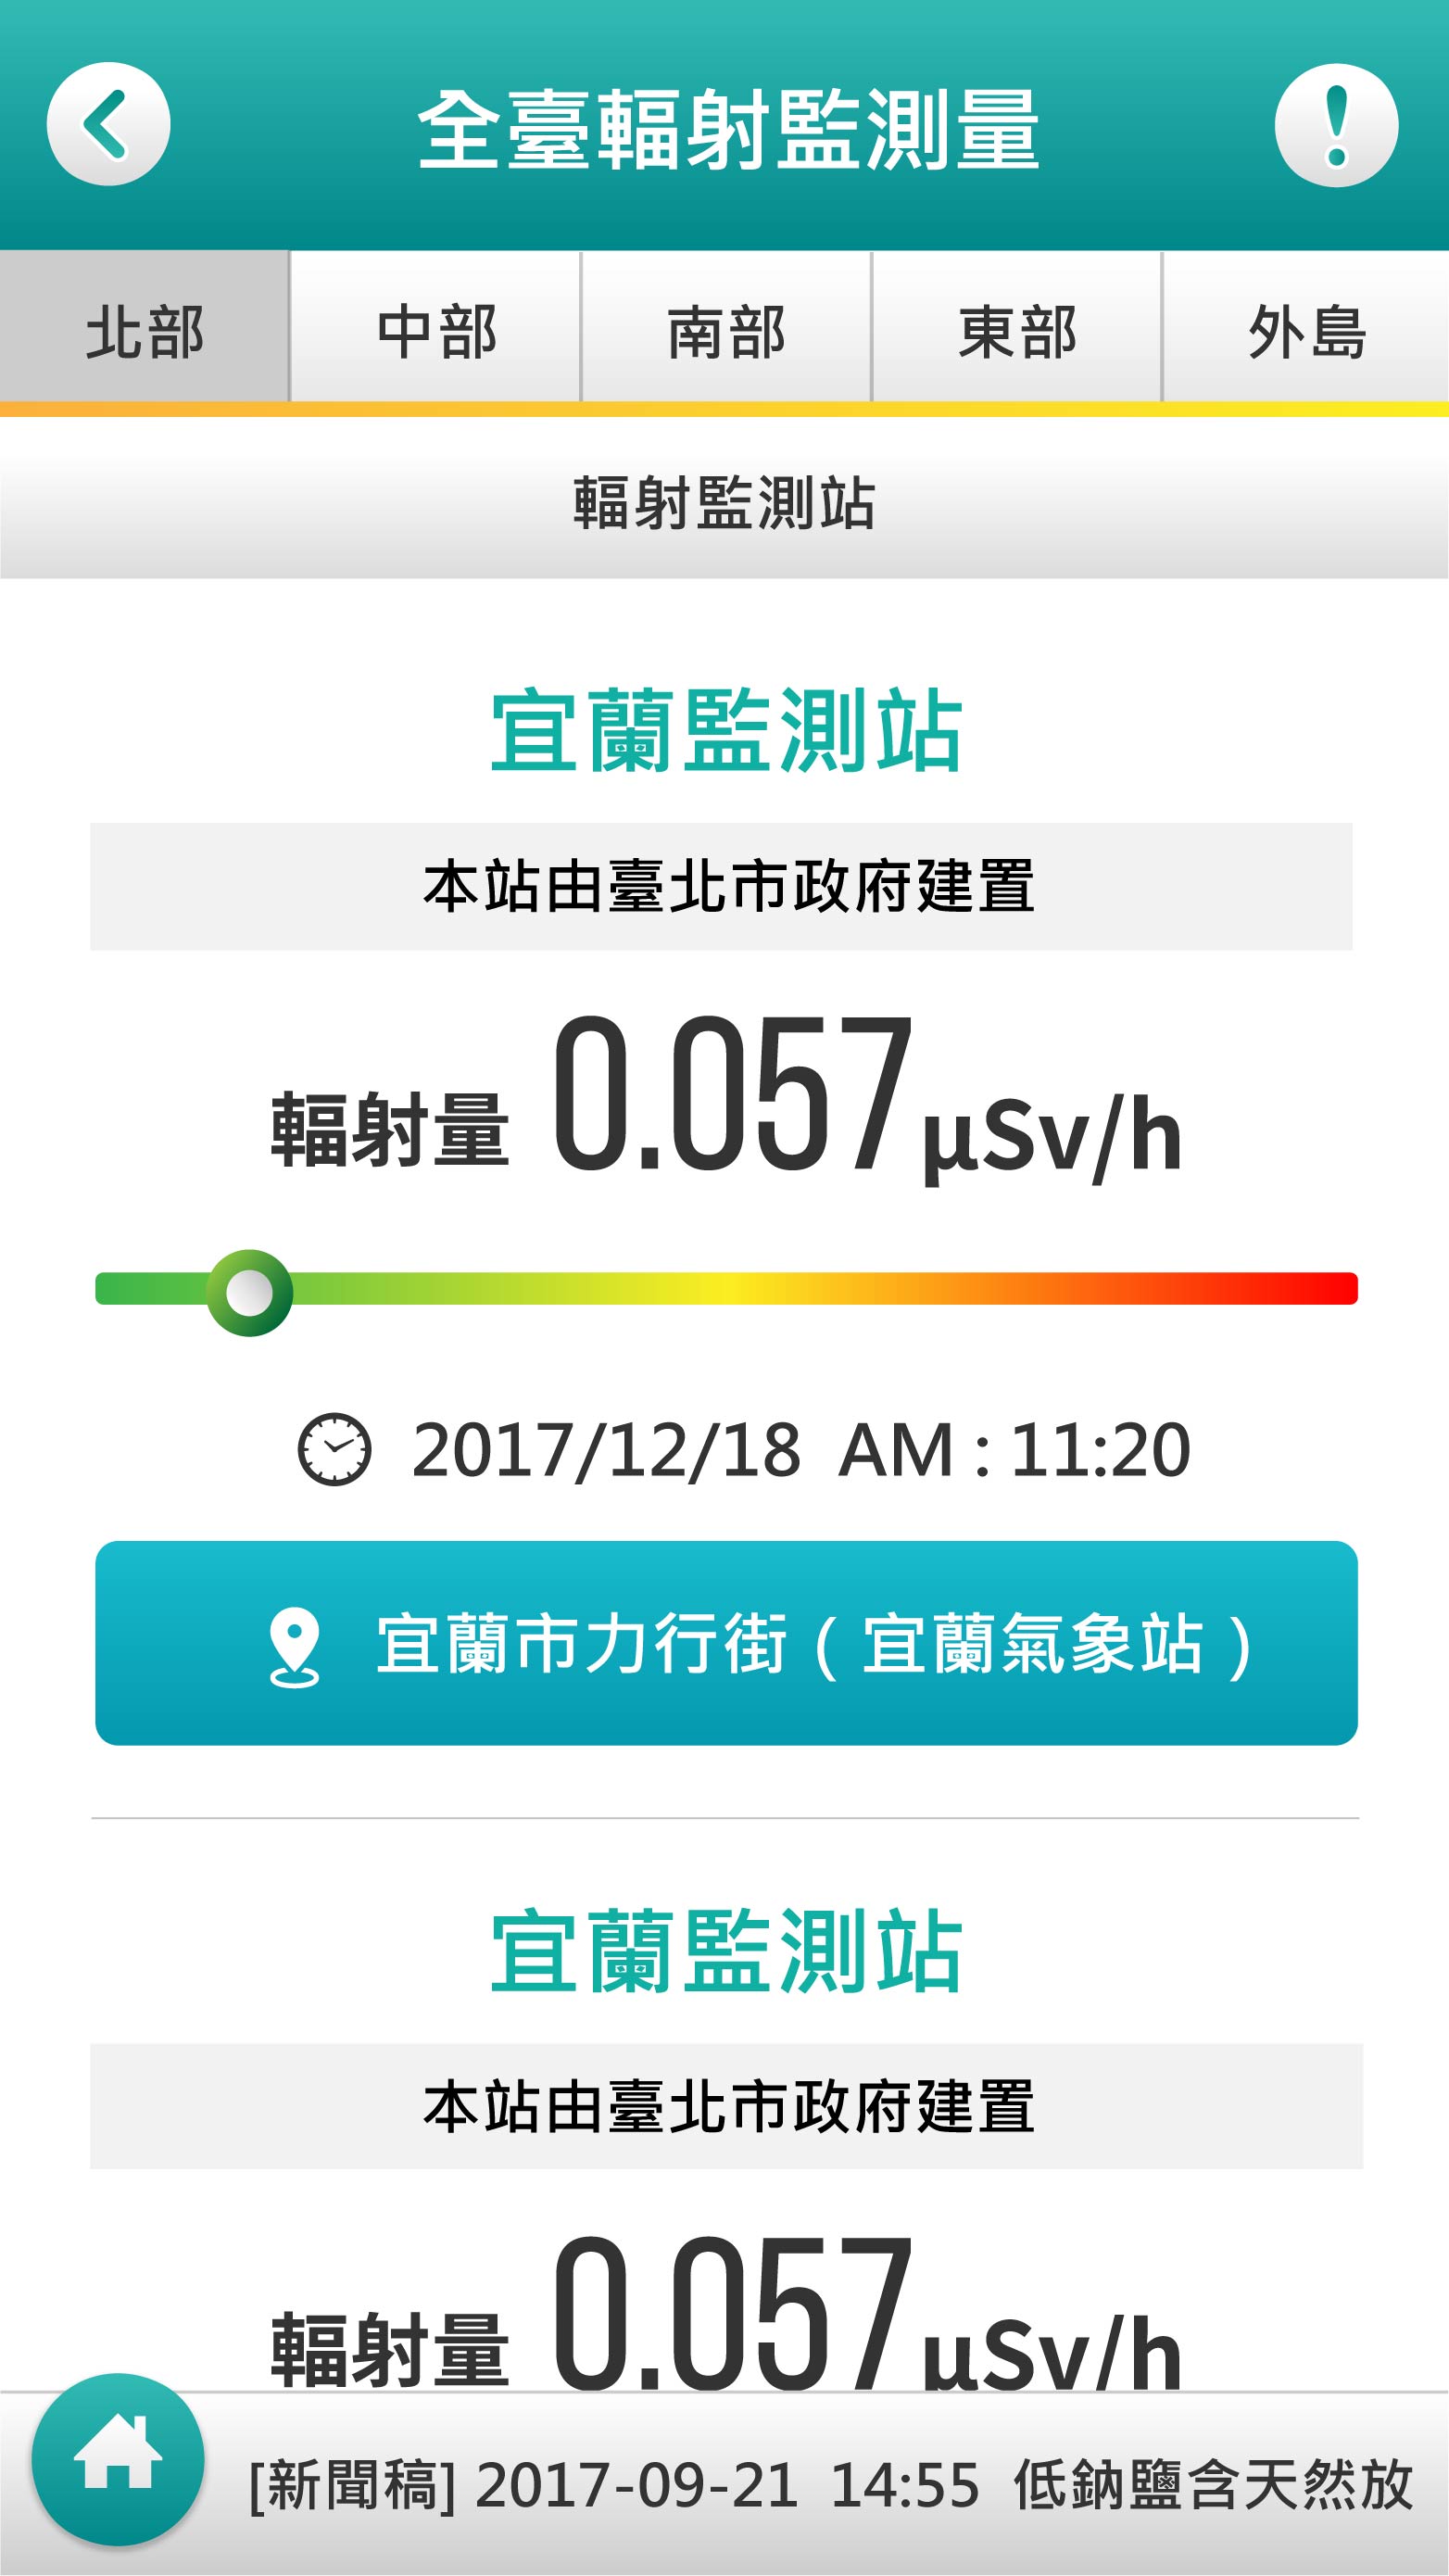 全臺輻射監測量
北部 中部 南部 東部 外島
輻射監測站
宜蘭監測站
本站由臺北市政府建置
輻射量 0.057 μSv/h
2017/12/18 AM : 11:20
宜蘭市力行街（宜蘭氣象站）
宜蘭監測站
本站由臺北市政府建置
輻射量 0.057 μSv/h
[新聞稿] 2017-09-21 14:55 低鈉鹽含天然放